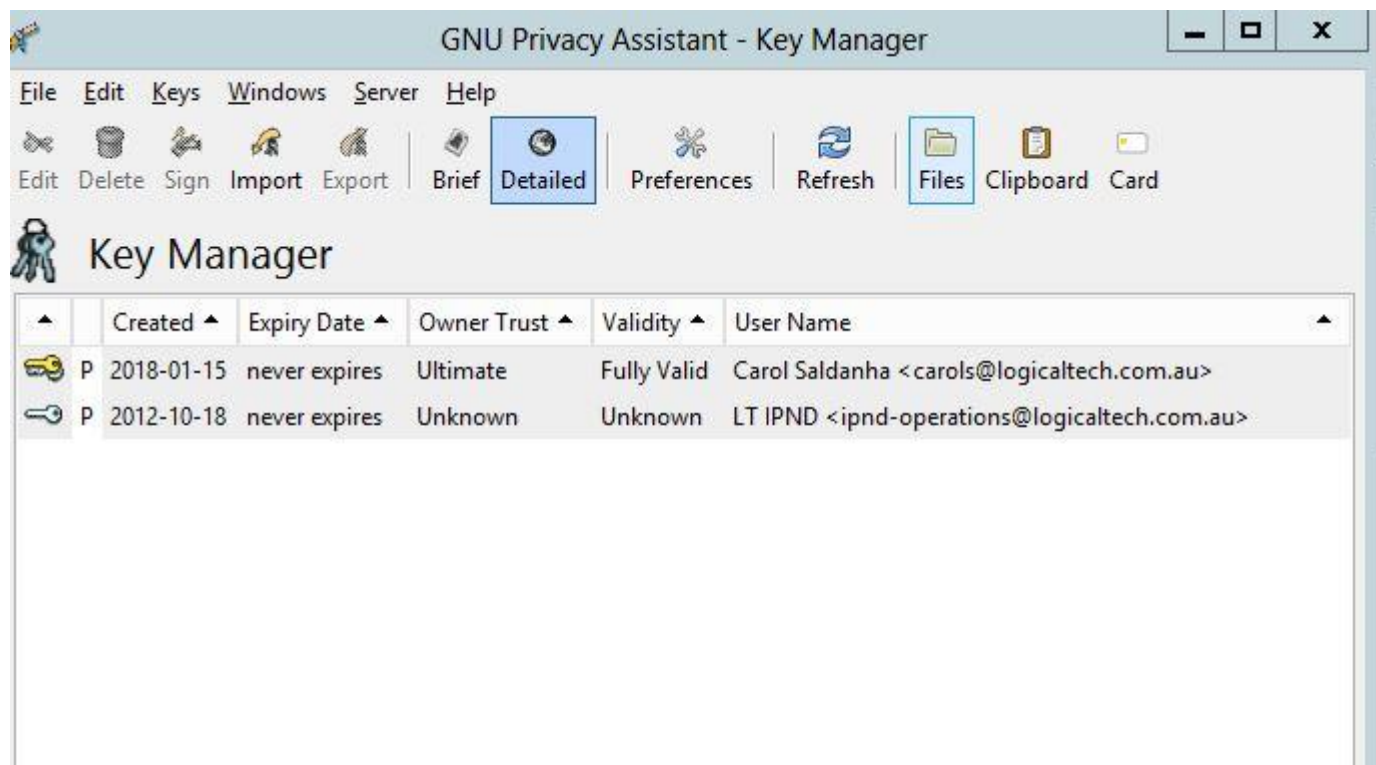 GNU Privacy Assistant - Key Manager
File Edit Keys Windows Server Help
Edit Delete Sign Import Export Brief Detailed Preferences Refresh Files Clipboard Card
Key Manager
Created Expiry Date Owner Trust Validity User Name
P 2018-01-15 never expires Ultimate Fully Valid Carol Saldanha <carols@logicaltech.com.au>
P 2012-10-18 never expires Unknown Unknown LT IPND <ipnd-operations@logicaltech.com.au>